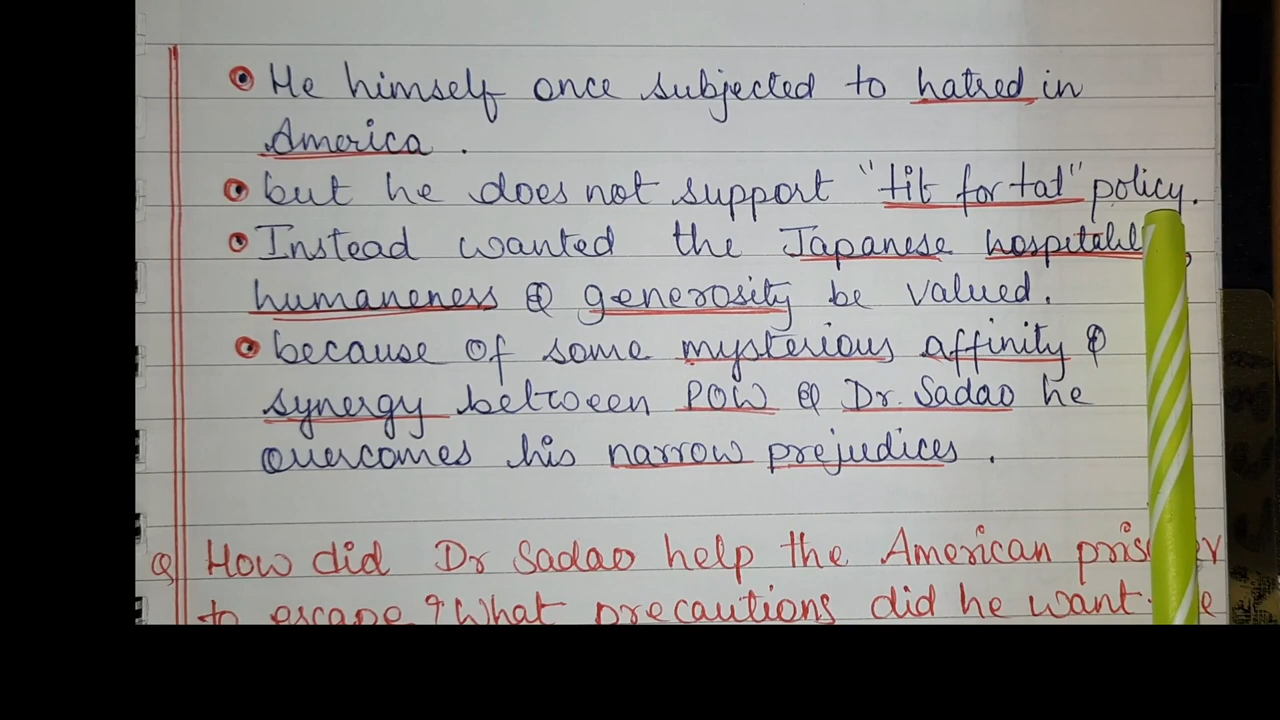 He himself once subjected to hatred in
America.
but he does not support "tit for tat" policy.
Instead wanted the Japanese
humaneness & generosity be valued.
because of some mysterious affinity &
synergy between POW & Dr. Sadao he
overcomes his narrow prejudices.
Q How did Dr Sadao help the American
to escape? What precautions did he want